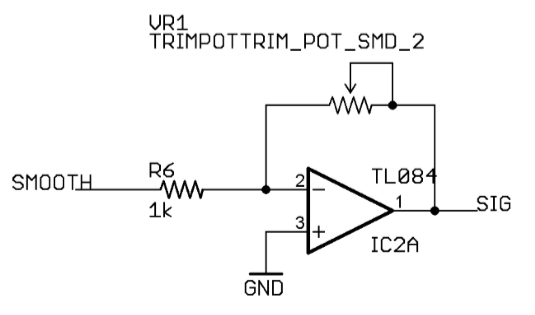 VR1
TRIMPOTTRIM_POT_SMD_2
SMOOTH
R6
1k
2
TL084
3
1
SIG
IC2A
GND